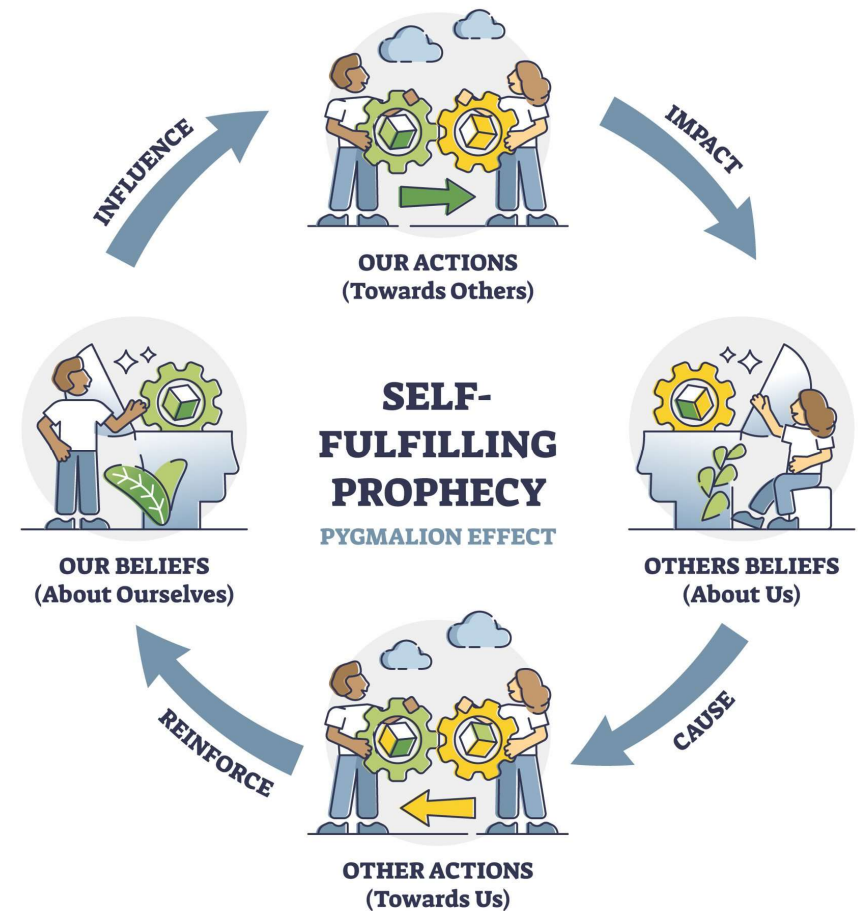 INFLUENCE
OUR ACTIONS
(Towards Others)
IMPACT
SELF-
FULFILLING
PROPHECY
PYGMALION EFFECT
OUR BELIEFS
(About Ourselves)
OTHERS BELIEFS
(About Us)
REINFORCE
CAUSE
OTHER ACTIONS
(Towards Us)